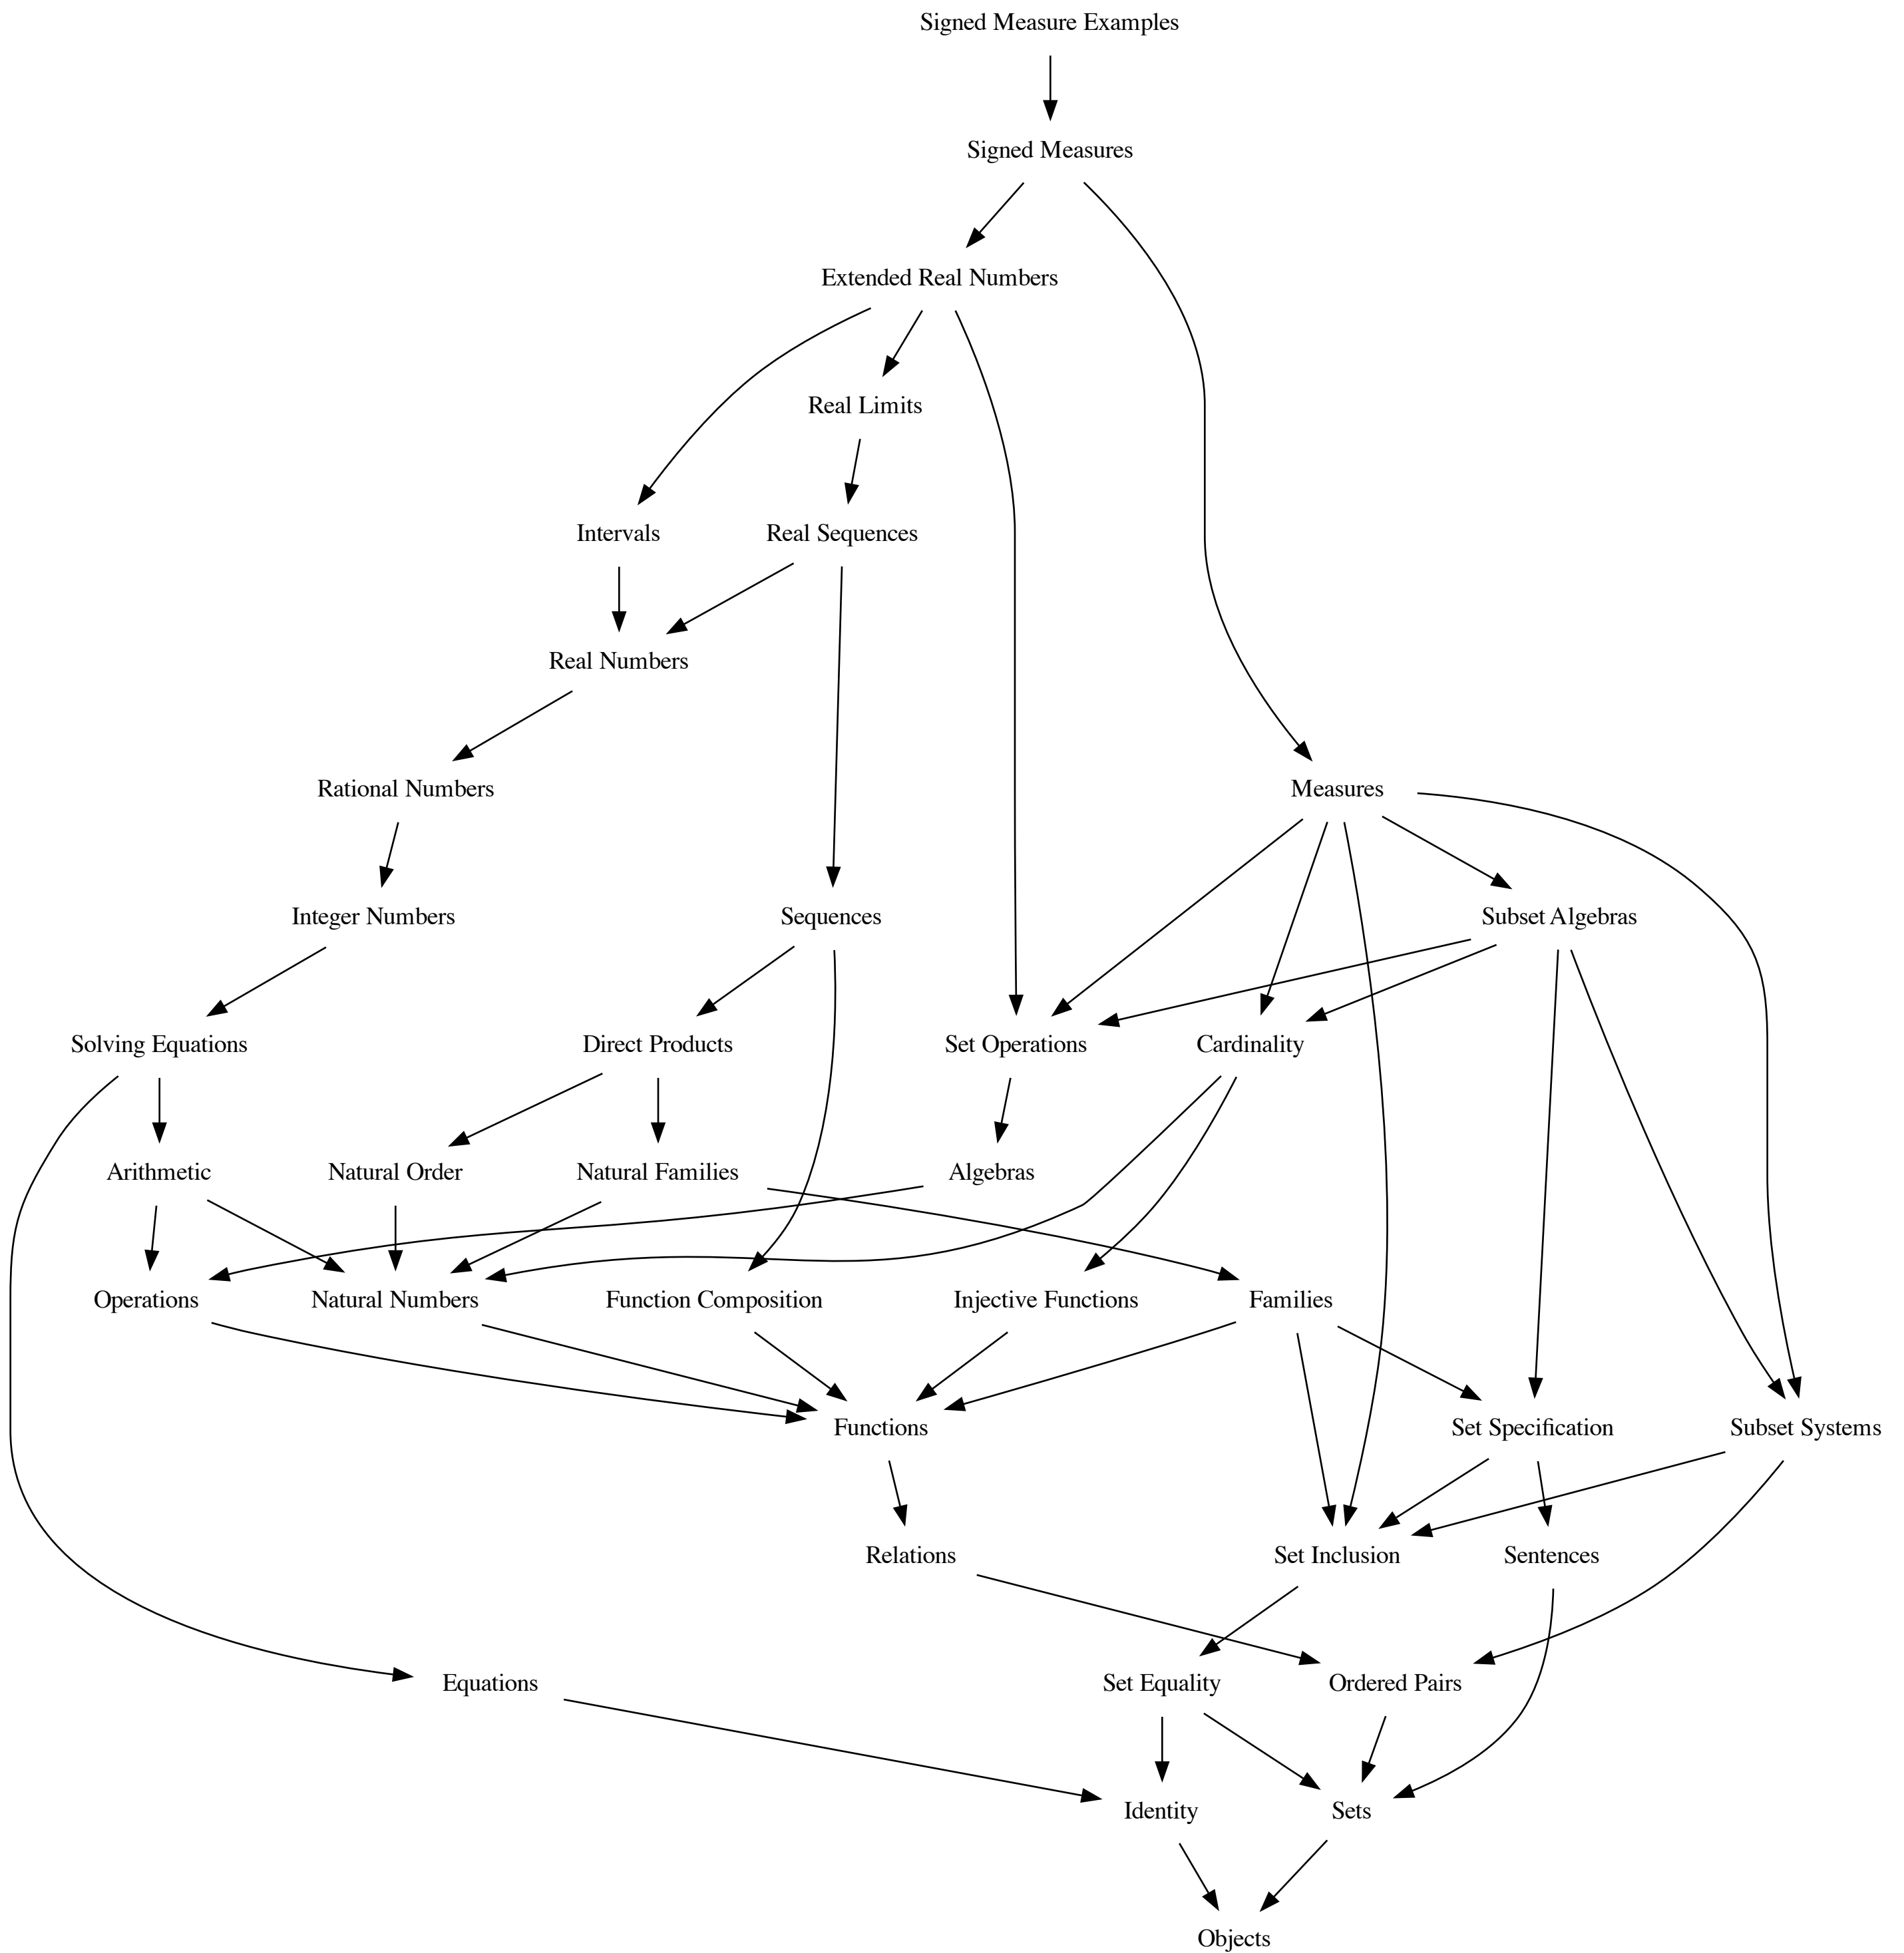 Signed Measure Examples
Signed Measures
Extended Real Numbers
Real Limits
Intervals
Real Sequences
Real Numbers
Rational Numbers
Measures
Integer Numbers
Sequences
Subset Algebras
Solving Equations
Direct Products
Set Operations
Cardinality
Arithmetic
Natural Order
Natural Families
Algebras
Operations
Natural Numbers
Function Composition
Injective Functions
Families
Functions
Set Specification
Subset Systems
Relations
Set Inclusion
Sentences
Equations
Set Equality
Ordered Pairs
Identity
Sets
Objects